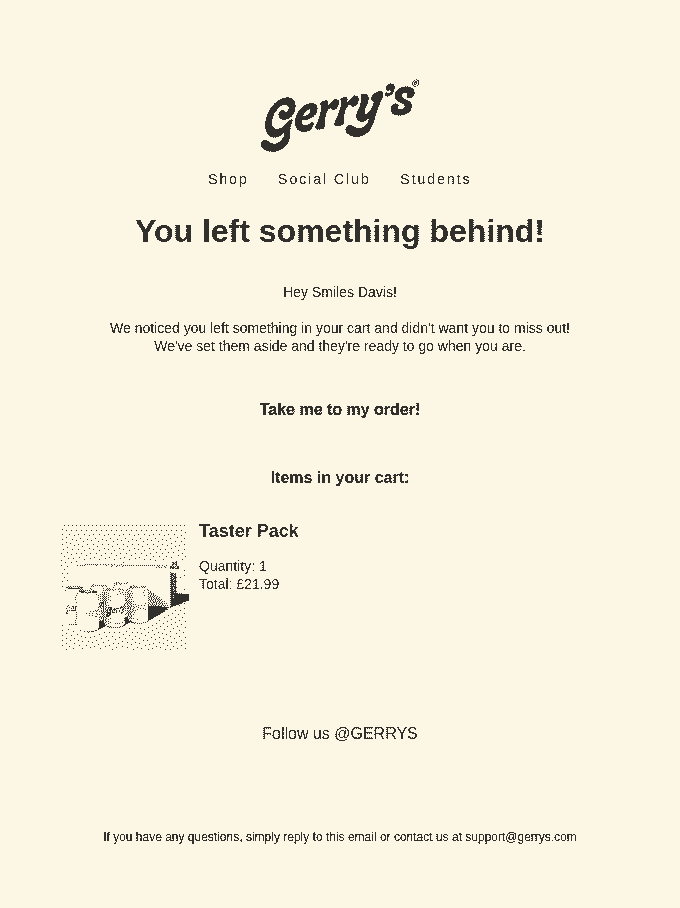 Gerry's®
Shop Social Club Students
You left something behind!
Hey Smiles Davis!
We noticed you left something in your cart and didn't want you to miss out!
We've set them aside and they're ready to go when you are.
Take me to my order!
Items in your cart:
Taster Pack
Quantity: 1
Total: £21.99
Follow us @GERRYS
If you have any questions, simply reply to this email or contact us at support@gerrys.com